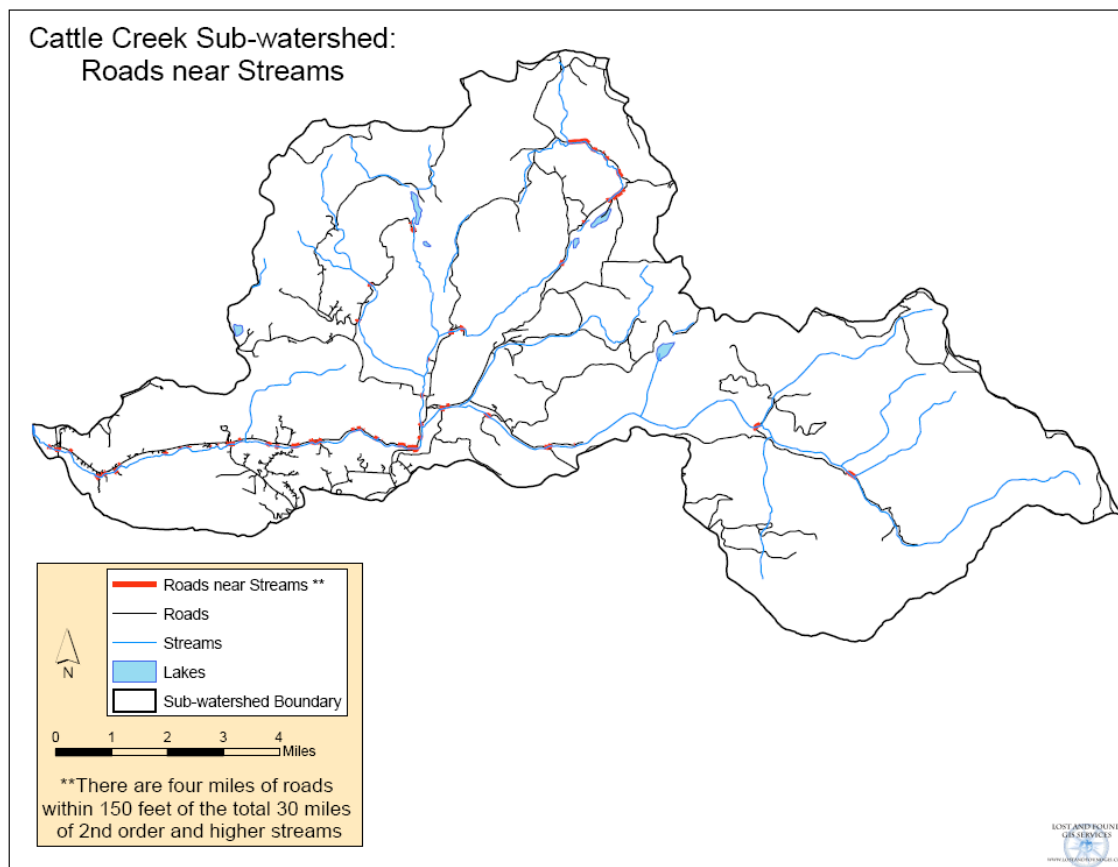 Cattle Creek Sub-watershed:
Roads near Streams
Roads near Streams **
Roads
Streams
Lakes
Sub-watershed Boundary
N
0 1 2 3 4
Miles
**There are four miles of roads
within 150 feet of the total 30 miles
of 2nd order and higher streams
LOST AND FOUND
GIS SERVICES